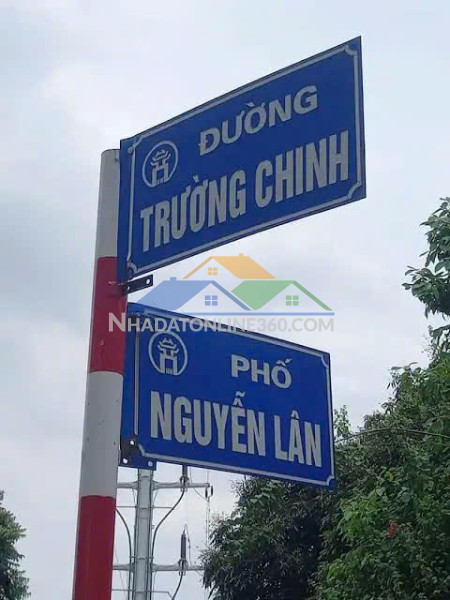 ĐƯỜNG
TRƯỜNG CHINH
NHADATONLINE360.COM
PHỐ
NGUYỄN LÂN